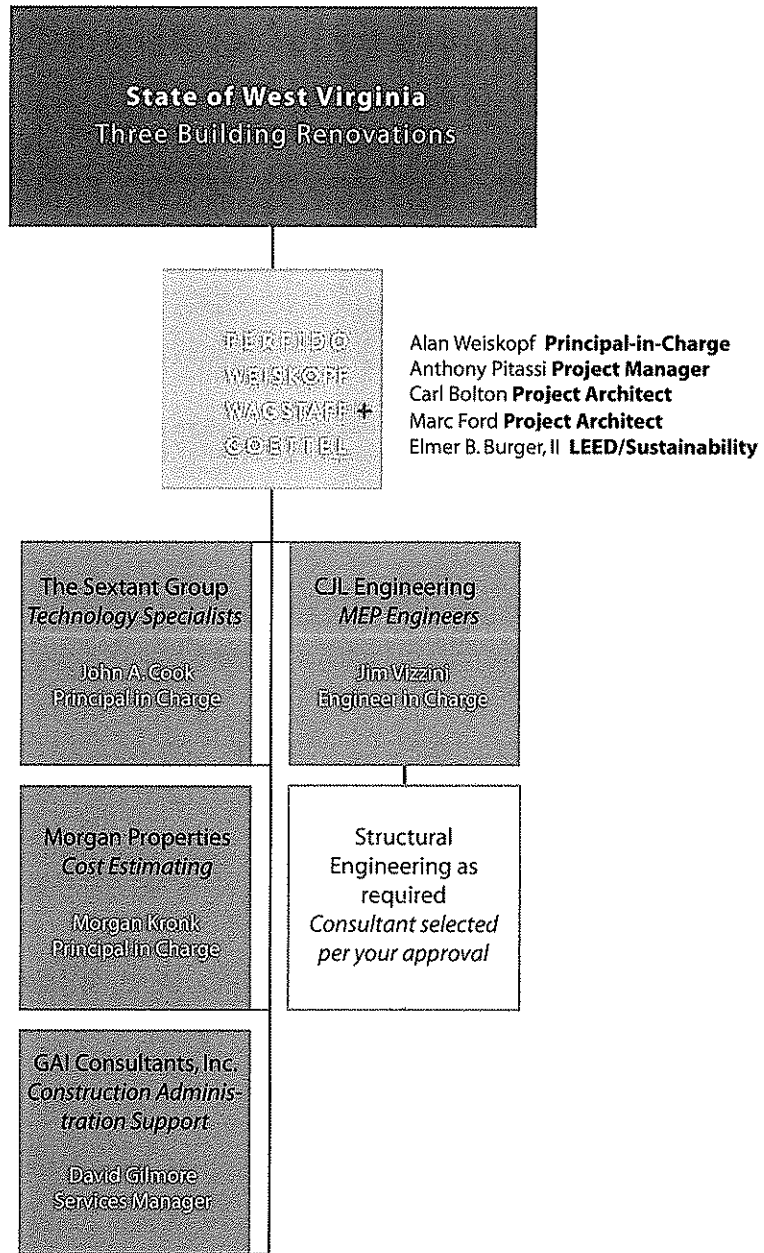 State of West Virginia
Three Building Renovations
PERFIDO
WEISKOPF
WAGSTAFF +
GOETTEL
Alan Weiskopf Principal-in-Charge
Anthony Pitassi Project Manager
Carl Bolton Project Architect
Marc Ford Project Architect
Elmer B. Burger, II LEED/Sustainability
The Sextant Group
Technology Specialists
John A. Cook
Principal in Charge
CJL Engineering
MEP Engineers
Jim Vizzini
Engineer in Charge
Morgan Properties
Cost Estimating
Morgan Kronk
Principal in Charge
Structural
Engineering as
required
Consultant selected
per your approval
GAI Consultants, Inc.
Construction Adminis-
tration Support
David Gilmore
Services Manager